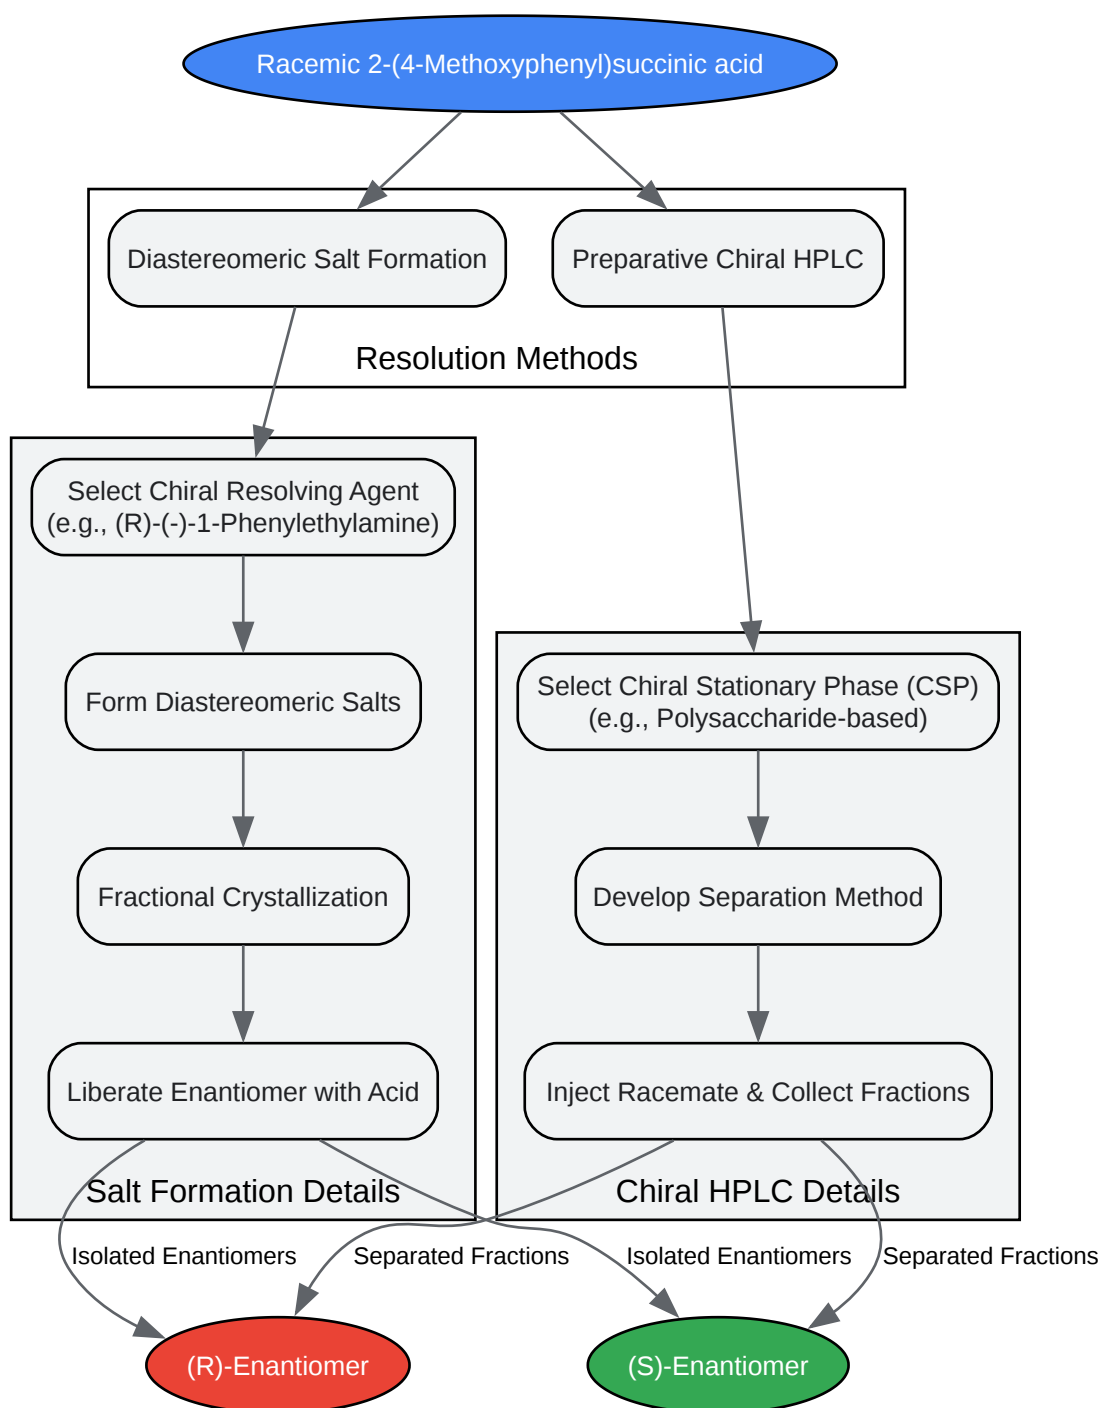 Racemic 2-(4-Methoxyphenyl)succinic acid
Diastereomeric Salt Formation
Preparative Chiral HPLC
Resolution Methods
Select Chiral Resolving Agent
(e.g., (R)-(-)-1-Phenylethylamine)
Form Diastereomeric Salts
Fractional Crystallization
Liberate Enantiomer with Acid
Salt Formation Details
Select Chiral Stationary Phase (CSP)
(e.g., Polysaccharide-based)
Develop Separation Method
Inject Racemate & Collect Fractions
Chiral HPLC Details
Isolated Enantiomers
Separated Fractions
Isolated Enantiomers
Separated Fractions
(R)-Enantiomer
(S)-Enantiomer